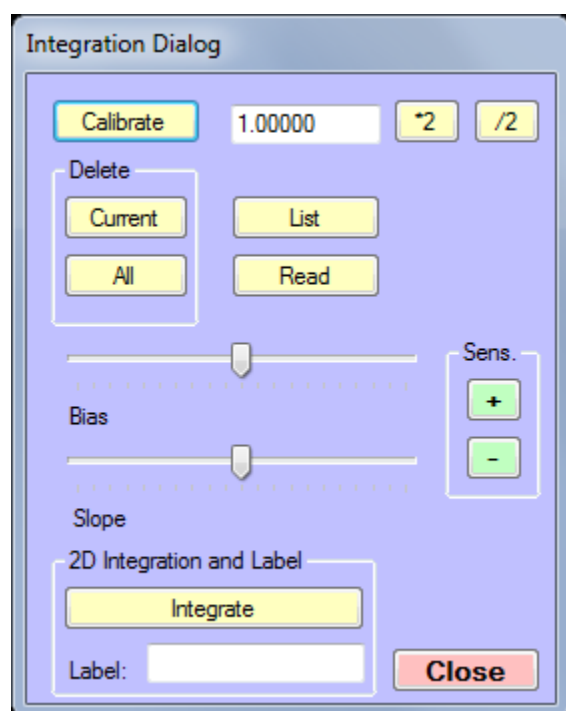 Integration Dialog
Calibrate 1.00000 *2 /2
Delete
Current List
All Read
Sens.
+
Bias
-
Slope
2D Integration and Label
Integrate
Label: Close